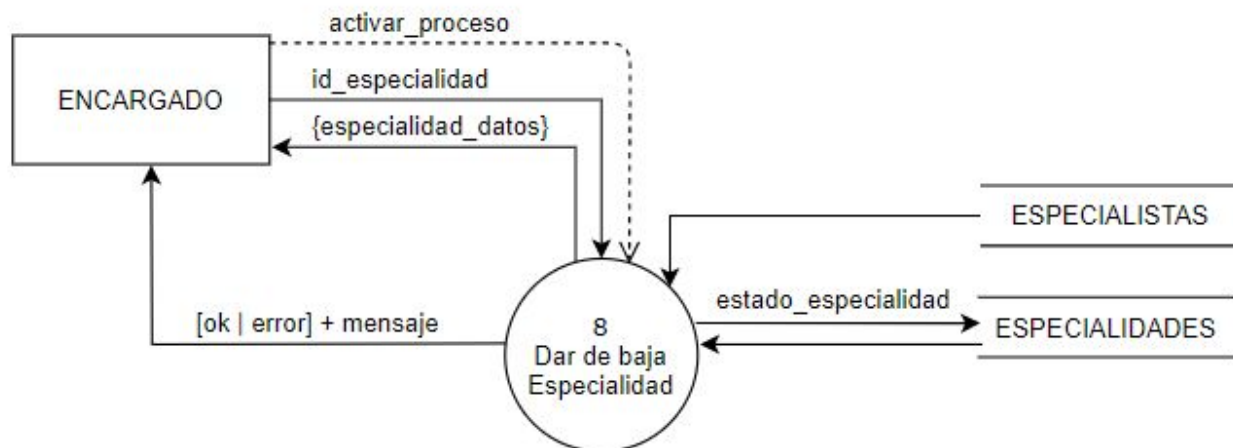 activar_proceso
id_especialidad
ENCARGADO
{especialidad_datos}
ESPECIALISTAS
estado_especialidad
[ok | error] + mensaje
8
ESPECIALIDADES
Dar de baja
Especialidad